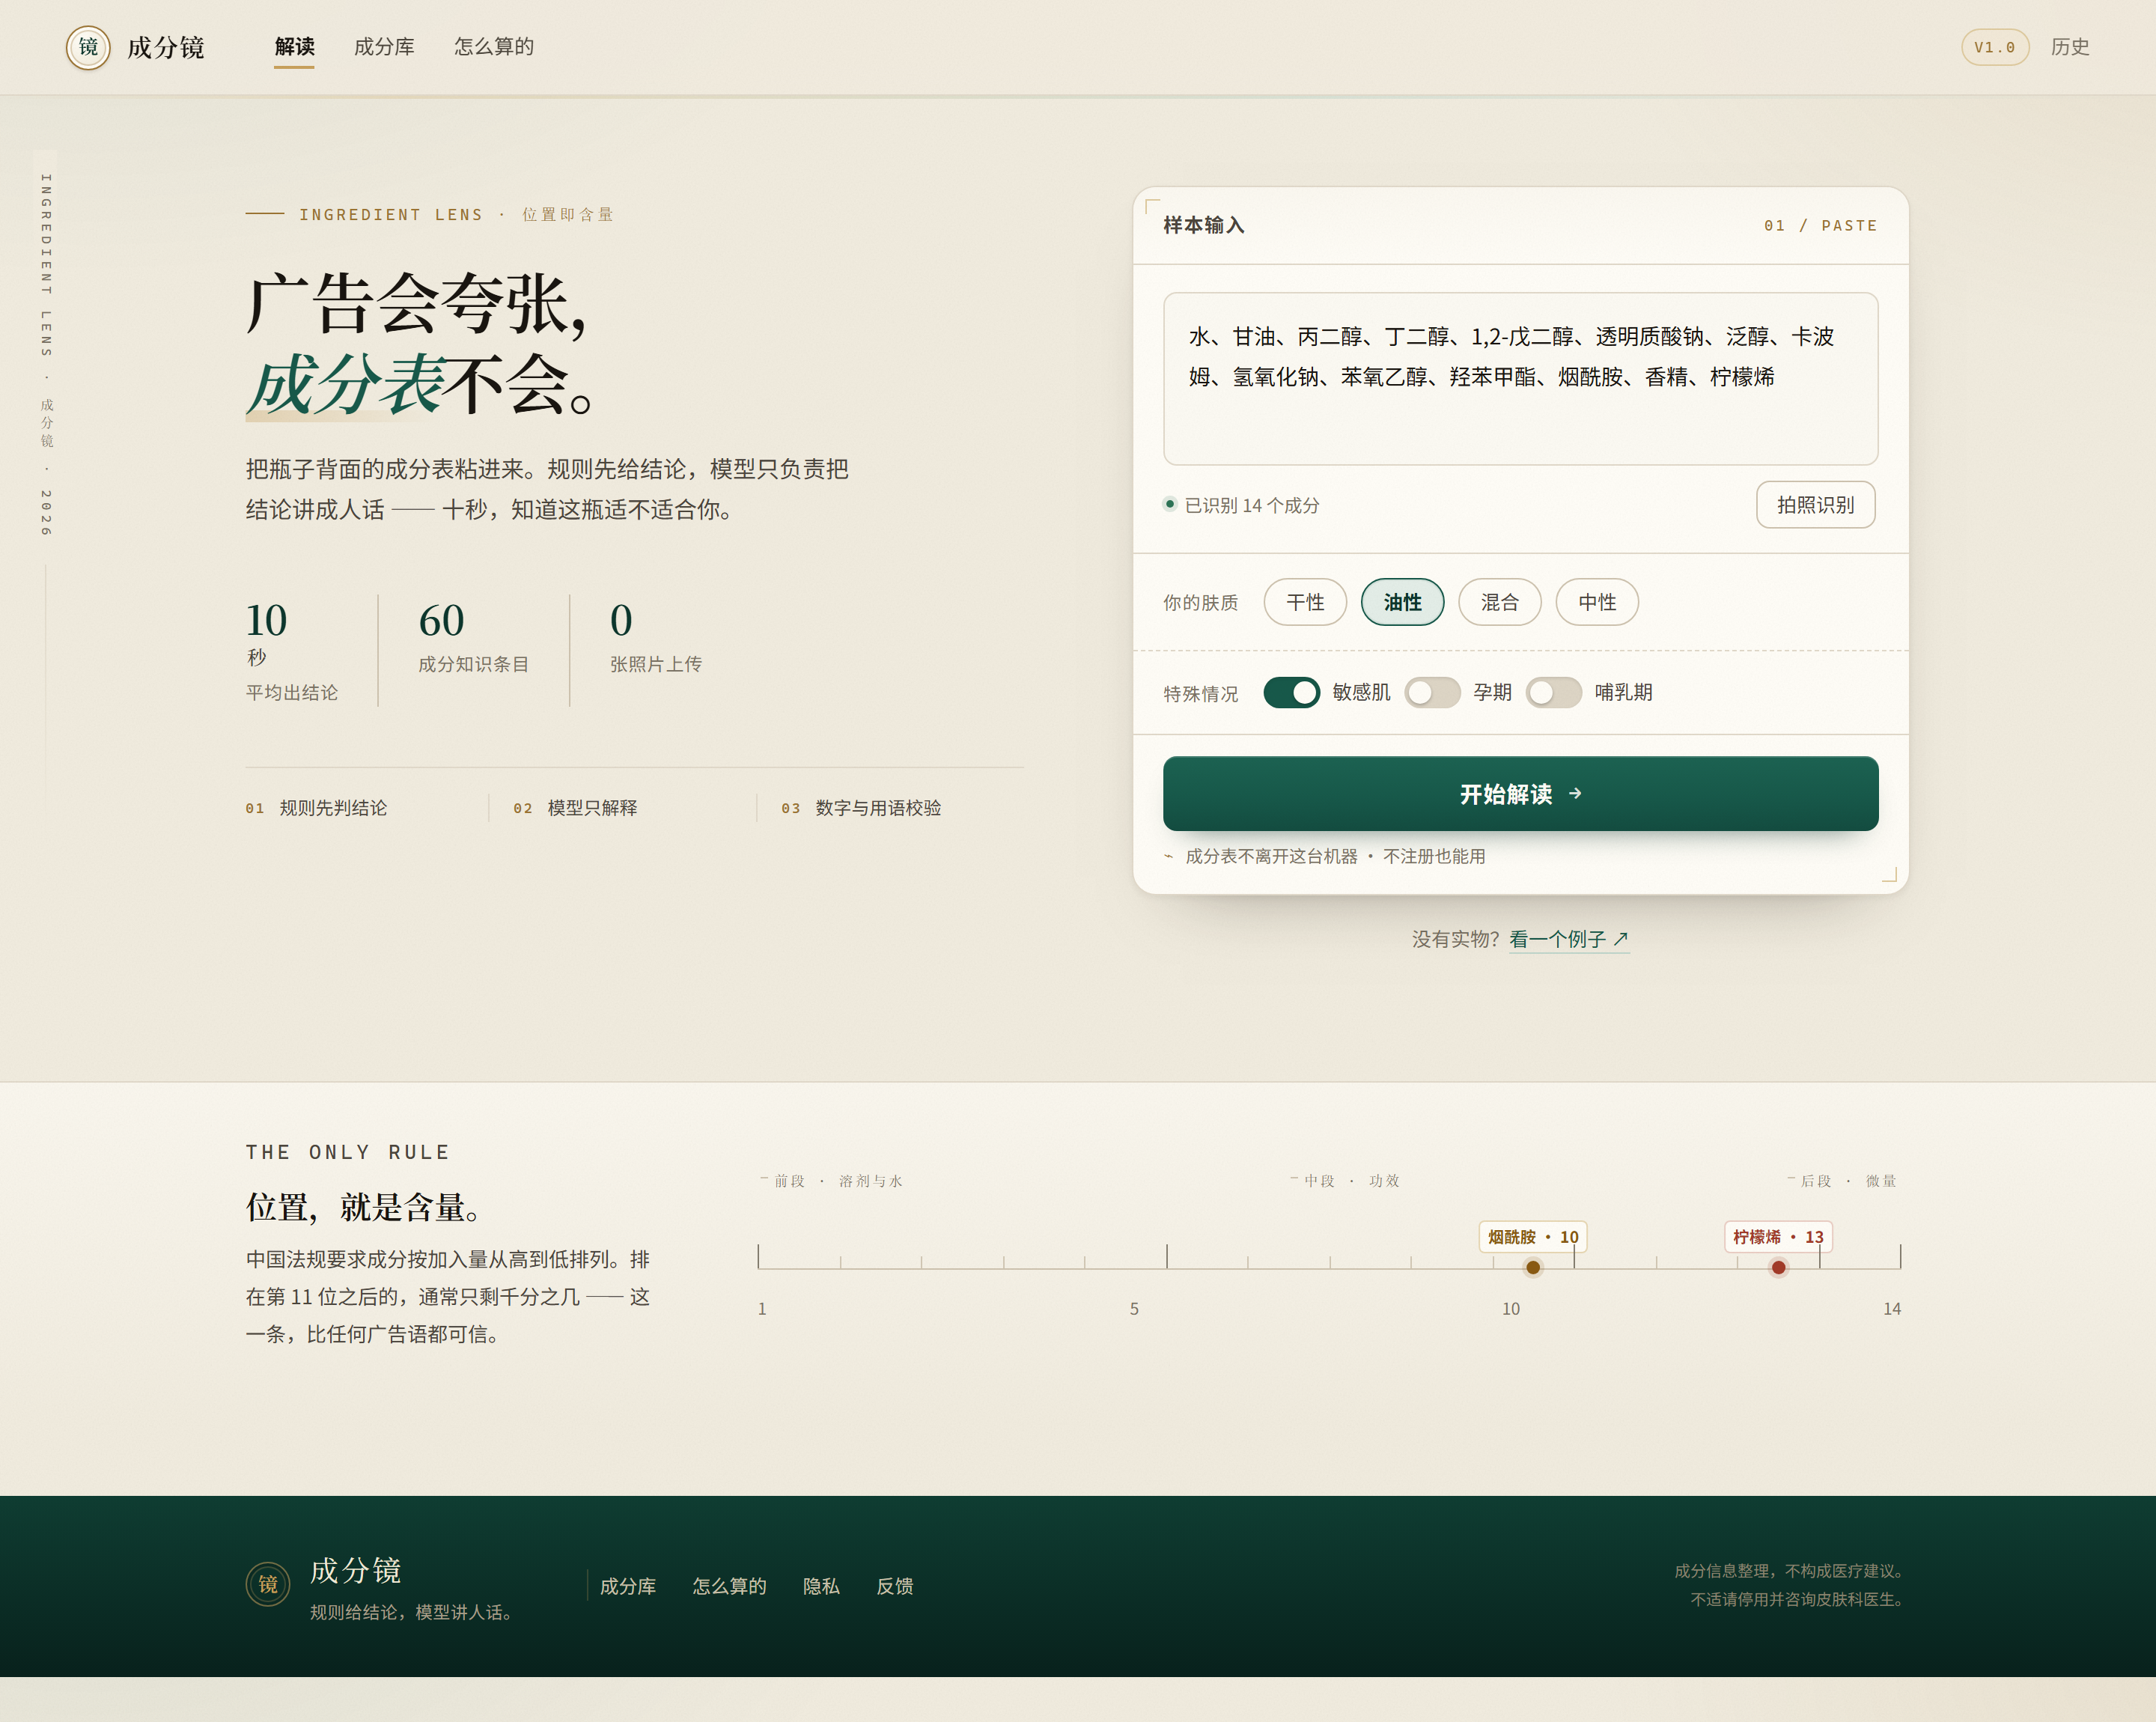 镜 成分镜 解读 成分库 怎么算的 V1.0 历史
INGREDIENT LENS · 成分镜 · 2026
INGREDIENT LENS · 位置即含量
广告会夸张，
成分表不会。
把瓶子背面的成分表粘进来。规则先给结论，模型只负责把
结论讲成人话 —— 十秒，知道这瓶适不适合你。
10
秒
平均出结论
60
成分知识条目
0
张照片上传
01 规则先判结论
02 模型只解释
03 数字与用语校验
样本输入 01 / PASTE
水、甘油、丙二醇、丁二醇、1,2-戊二醇、透明质酸钠、泛醇、卡波
姆、氢氧化钠、苯氧乙醇、羟苯甲酯、烟酰胺、香精、柠檬烯
已识别 14 个成分 拍照识别
你的肤质 干性 油性 混合 中性
特殊情况 敏感肌 孕期 哺乳期
开始解读 →
成分表不离开这台机器 · 不注册也能用
没有实物？看一个例子 ↗
THE ONLY RULE
位置，就是含量。
中国法规要求成分按加入量从高到低排列。排
在第 11 位之后的，通常只剩千分之几 —— 这
一条，比任何广告语都可信。
前段 · 溶剂与水 中段 · 功效 后段 · 微量
烟酰胺 · 10 柠檬烯 · 13
1 5 10 14
镜 成分镜
规则给结论，模型讲人话。
成分库 怎么算的 隐私 反馈
成分信息整理，不构成医疗建议。
不适请停用并咨询皮肤科医生。